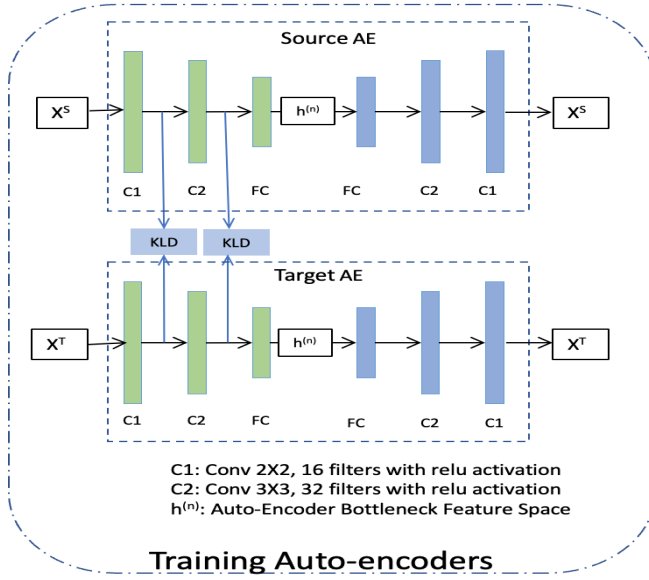 Source AE
Xˢ h⁽ⁿ⁾ Xˢ
C1 C2 FC FC C2 C1
KLD KLD
Target AE
Xᵀ h⁽ⁿ⁾ Xᵀ
C1 C2 FC FC C2 C1
C1: Conv 2X2, 16 filters with relu activation
C2: Conv 3X3, 32 filters with relu activation
h⁽ⁿ⁾: Auto-Encoder Bottleneck Feature Space
Training Auto-encoders